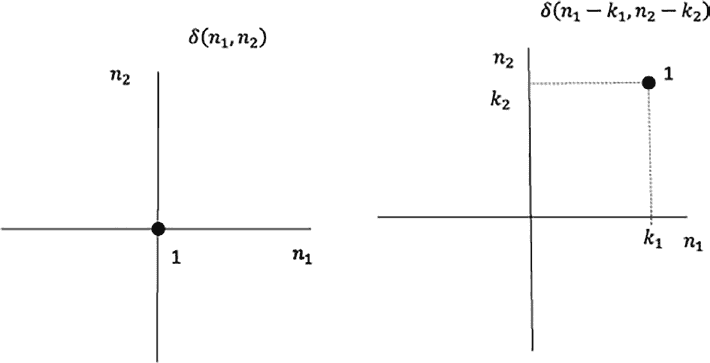 δ(n₁, n₂)
n₂
1
n₁
δ(n₁ − k₁, n₂ − k₂)
n₂
k₂
1
k₁
n₁